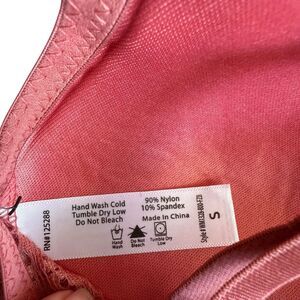 RN#125288
Hand Wash Cold
Tumble Dry Low
Do Not Bleach
Hand
Wash
Do Not
Bleach
Tumble Dry
Low
90% Nylon
10% Spandex
Made In China
S